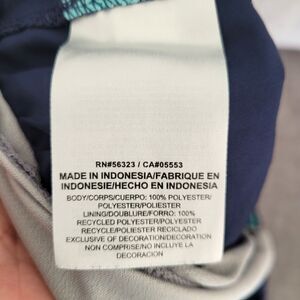 RN#56323 / CA#05553
MADE IN INDONESIA/FABRIQUE EN
INDONESIE/HECHO EN INDONESIA
BODY/CORPS/CUERPO: 100% POLYESTER/
POLYESTER/POLIESTER
LINING/DOUBLURE/FORRO: 100%
RECYCLED POLYESTER/POLYESTER
RECYCLE/POLIESTER RECICLADO
EXCLUSIVE OF DECORATION/DECORATION
NON COMPRISE/NO INCLUYE LA
DECORACION